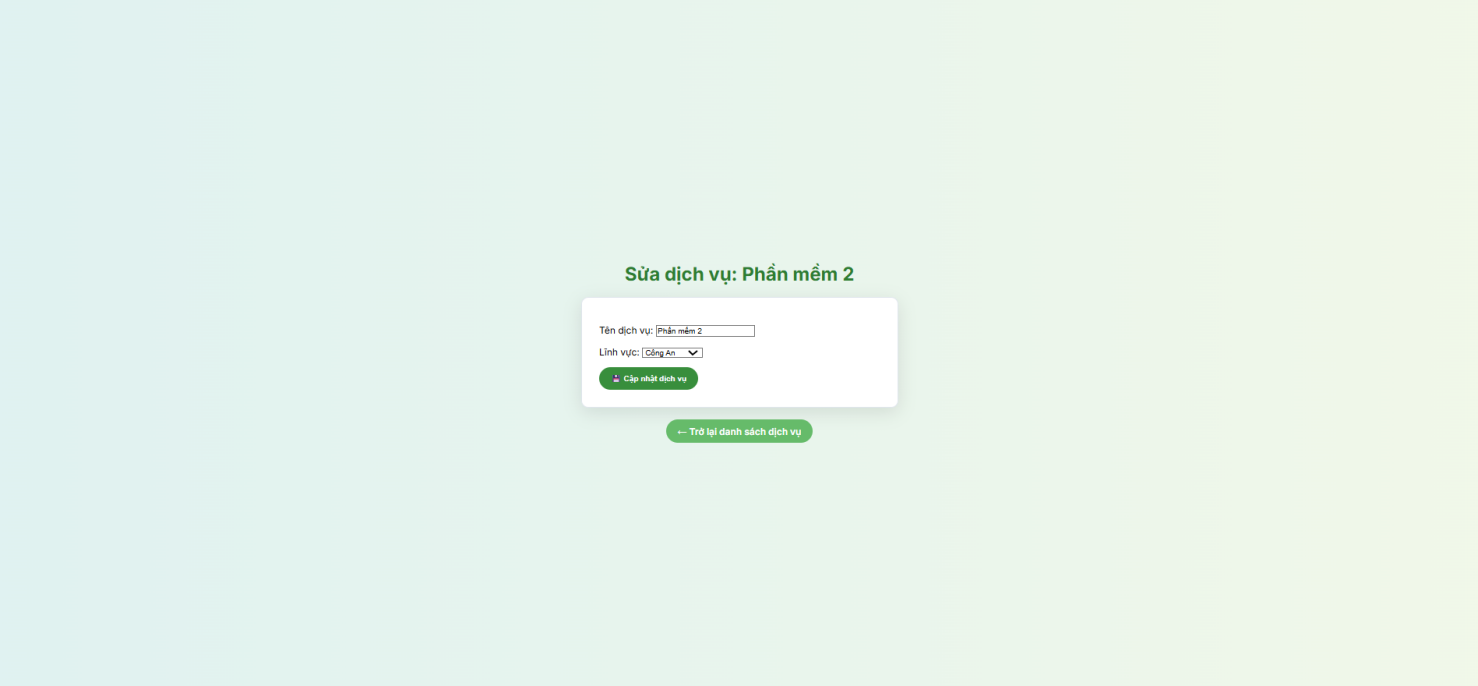 Sửa dịch vụ: Phần mềm 2
Tên dịch vụ: Phần mềm 2
Lĩnh vực: Công An
💾 Cập nhật dịch vụ
← Trở lại danh sách dịch vụ